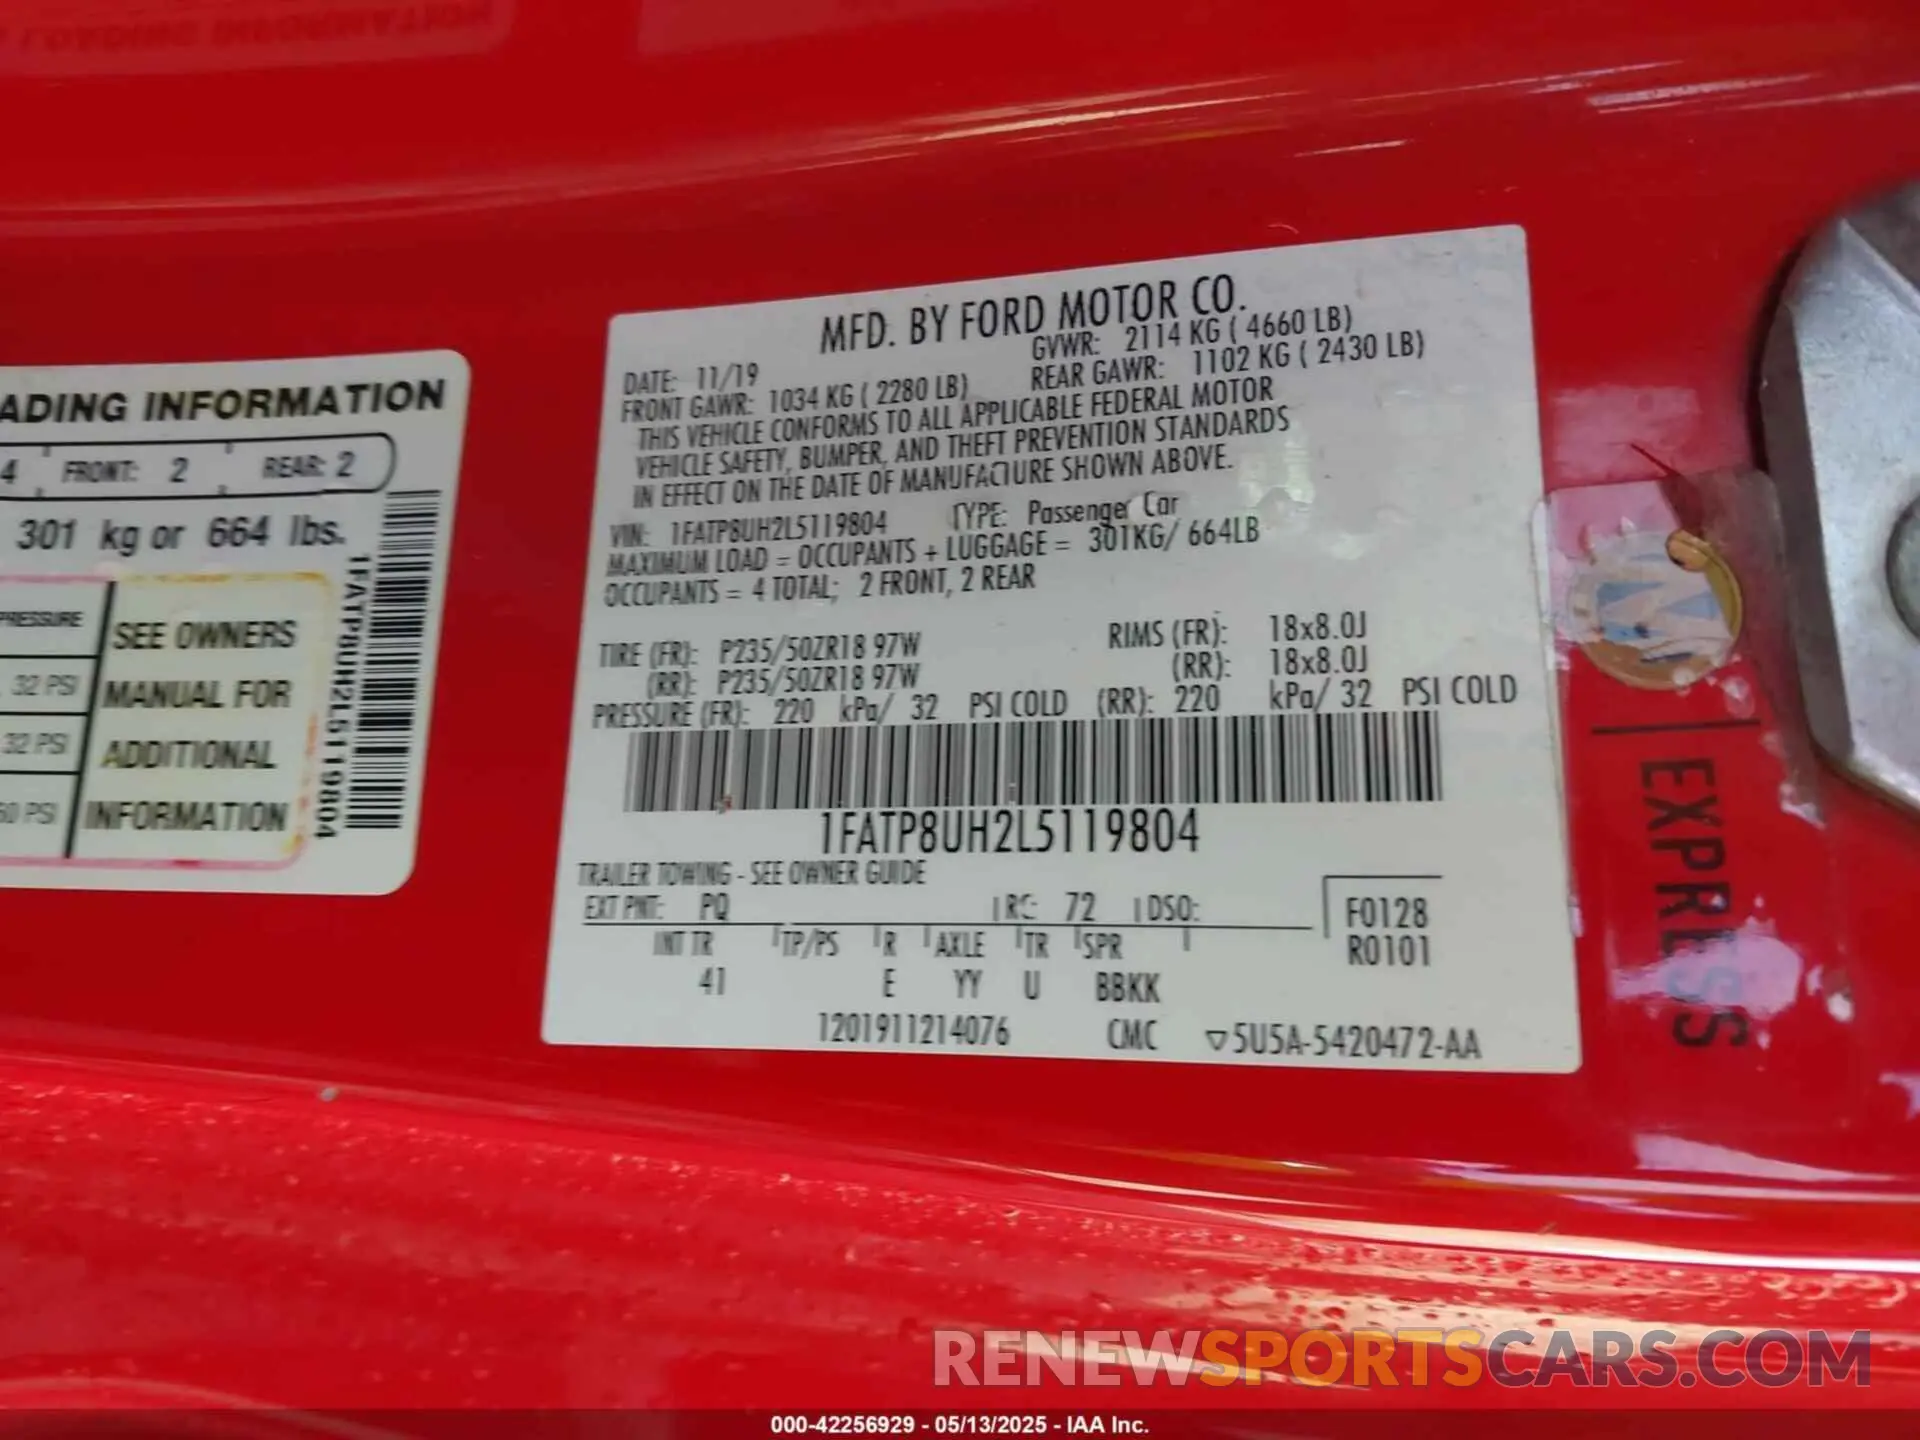 ADING INFORMATION
4 FRONT: 2 REAR: 2
301 kg or 664 lbs.
PRESSURE
32 PSI
32 PSI
60 PSI
SEE OWNERS
MANUAL FOR
ADDITIONAL
INFORMATION
1FATP8UH2L5119804
MFD. BY FORD MOTOR CO.
DATE: 11/19 GVWR: 2114 KG ( 4660 LB)
FRONT GAWR: 1034 KG ( 2280 LB) REAR GAWR: 1102 KG ( 2430 LB)
THIS VEHICLE CONFORMS TO ALL APPLICABLE FEDERAL MOTOR
VEHICLE SAFETY, BUMPER, AND THEFT PREVENTION STANDARDS
IN EFFECT ON THE DATE OF MANUFACTURE SHOWN ABOVE.
VIN: 1FATP8UH2L5119804 TYPE: Passenger Car
MAXIMUM LOAD = OCCUPANTS + LUGGAGE = 301KG/ 664LB
OCCUPANTS = 4 TOTAL; 2 FRONT, 2 REAR
TIRE (FR): P235/50ZR18 97W RIMS (FR): 18x8.0J
(RR): P235/50ZR18 97W (RR): 18x8.0J
PRESSURE (FR): 220 kPa/ 32 PSI COLD (RR): 220 kPa/ 32 PSI COLD
1FATP8UH2L5119804
TRAILER TOWING - SEE OWNER GUIDE
EXT PNT: PQ RC: 72 DSO: F0128
INT TR TP/PS R AXLE TR SPR R0101
41 E YY U BBKK
1201911214076 CMC ▽5U5A-5420472-AA
EXPRESS
RENEWSPORTSCARS.COM
000-42256929 - 05/13/2025 - IAA Inc.